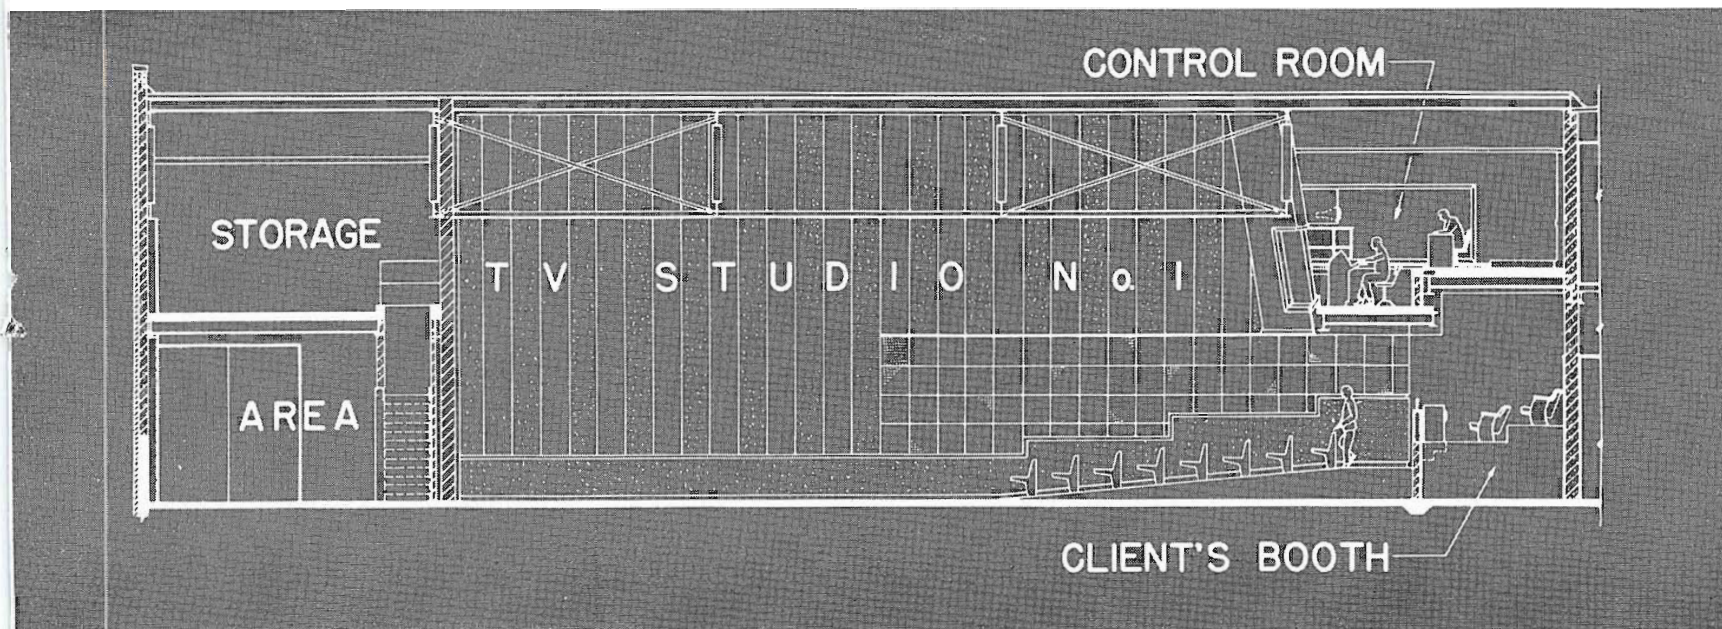 CONTROL ROOM
STORAGE
TV STUDIO No. 1
AREA
CLIENT'S BOOTH